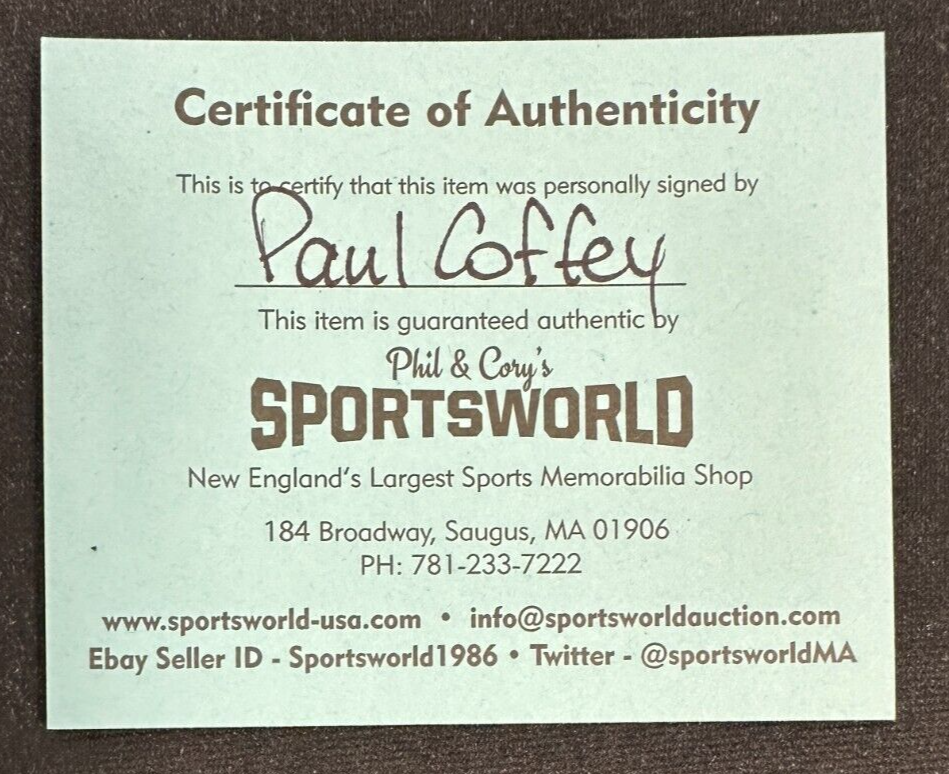 Certificate of Authenticity
This is to certify that this item was personally signed by
Paul Coffey
This item is guaranteed authentic by
Phil & Cory's
SPORTSWORLD
New England's Largest Sports Memorabilia Shop
184 Broadway, Saugus, MA 01906
PH: 781-233-7222
www.sportsworld-usa.com • info@sportsworldauction.com
Ebay Seller ID - Sportsworld1986 • Twitter - @sportsworldMA